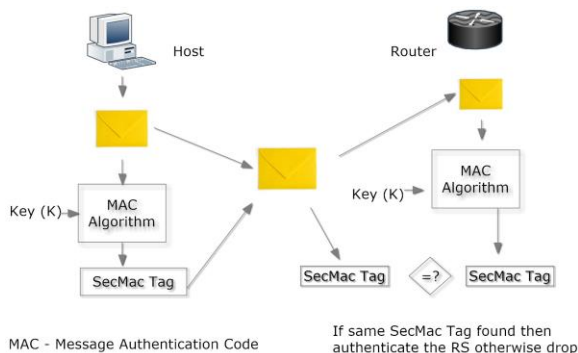 Host
Router
MAC
Algorithm
Key (K)
SecMac Tag
MAC
Algorithm
Key (K)
SecMac Tag
=?
SecMac Tag
MAC - Message Authentication Code
If same SecMac Tag found then
authenticate the RS otherwise drop